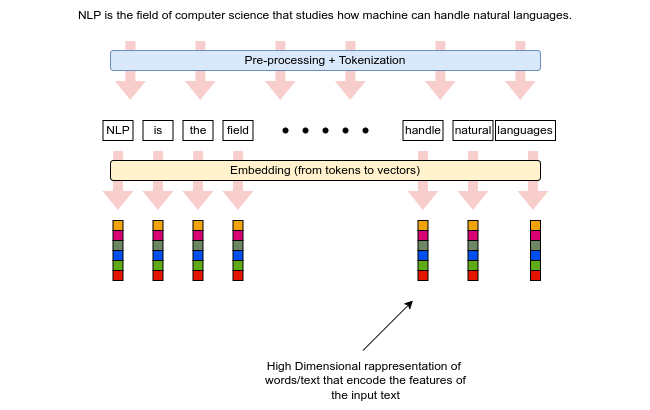 NLP is the field of computer science that studies how machine can handle natural languages.
Pre-processing + Tokenization
NLP is the field handle natural languages
Embedding (from tokens to vectors)
High Dimensional rappresentation of
words/text that encode the features of
the input text